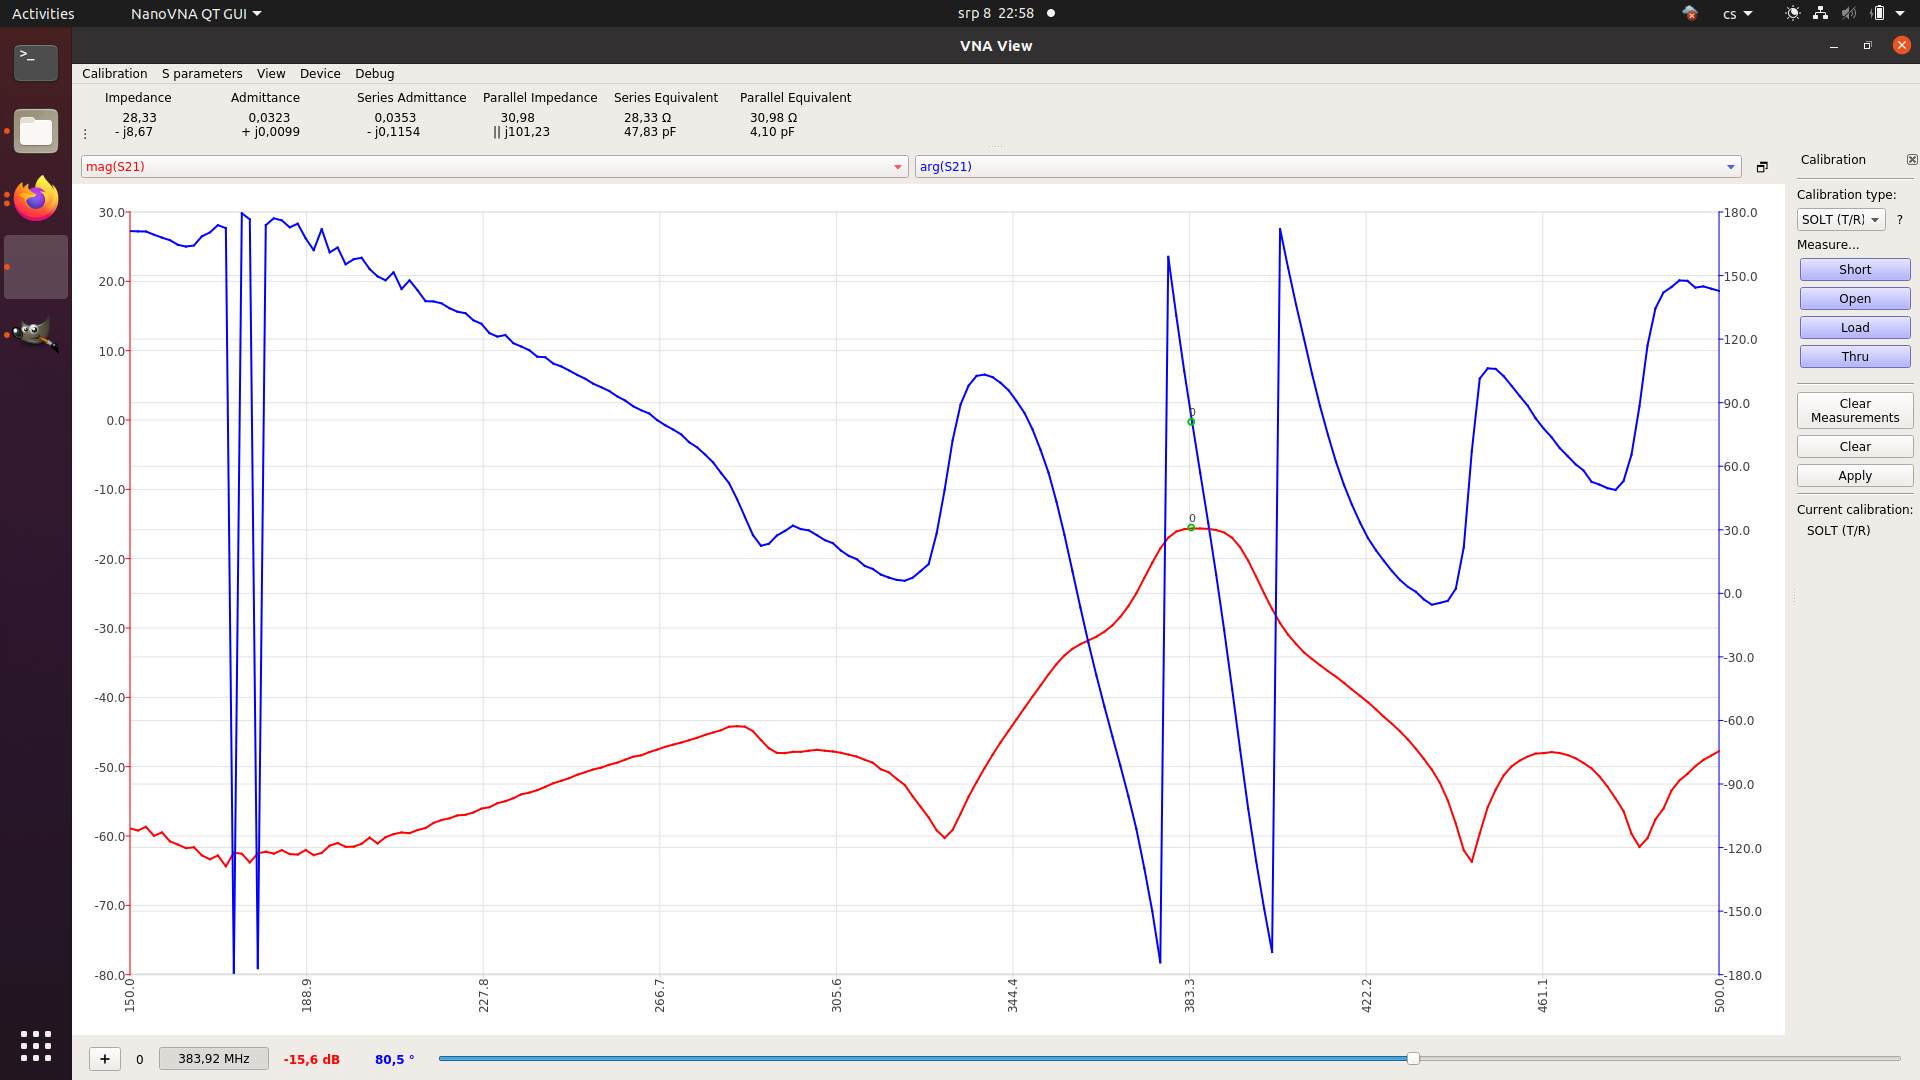 Activities
NanoVNA QT GUI
srp 8 22:58
cs
VNA View
Calibration S parameters View Device Debug
Impedance Admittance Series Admittance Parallel Impedance Series Equivalent Parallel Equivalent
28,33 0,0323 0,0353 30,98 28,33 Ω 30,98 Ω
- j8,67 + j0,0099 - j0,1154 || j101,23 47,83 pF 4,10 pF
mag(S21)
arg(S21)
30.0
20.0
10.0
0.0
-10.0
-20.0
-30.0
-40.0
-50.0
-60.0
-70.0
-80.0
0
0
180.0
150.0
120.0
90.0
60.0
30.0
0.0
-30.0
-60.0
-90.0
-120.0
-150.0
-180.0
150.0
188.9
227.8
266.7
305.6
344.4
383.3
422.2
461.1
500.0
Calibration
Calibration type:
SOLT (T/R) ?
Measure...
Short
Open
Load
Thru
Clear
Measurements
Clear
Apply
Current calibration:
SOLT (T/R)
+ 0 383,92 MHz -15,6 dB 80,5 °